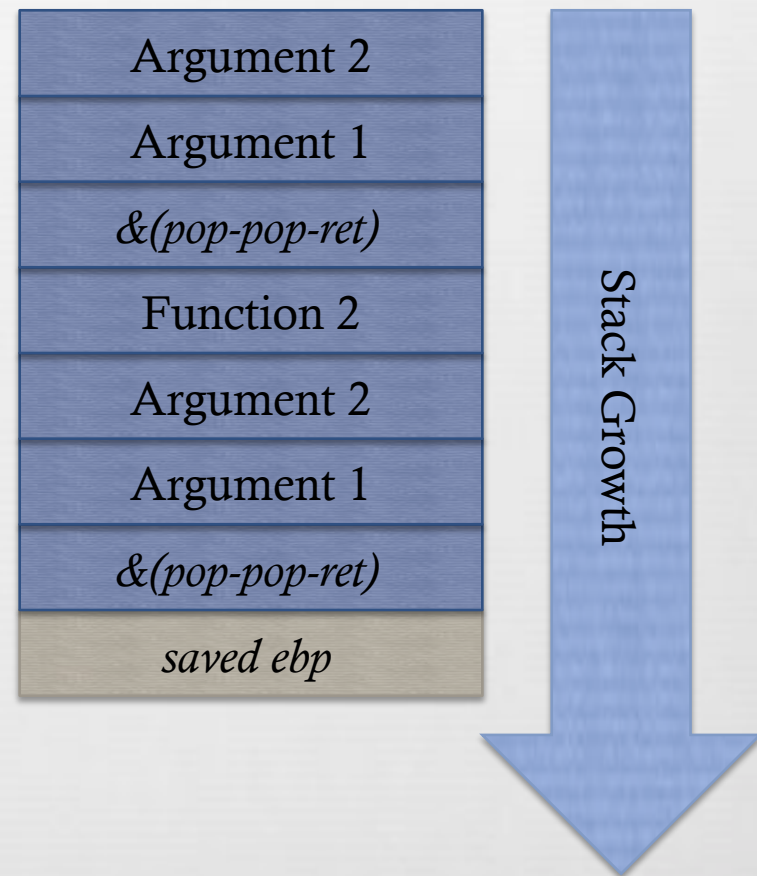 Argument 2
Argument 1
&(pop-pop-ret)
Function 2
Argument 2
Argument 1
&(pop-pop-ret)
saved ebp
Stack Growth